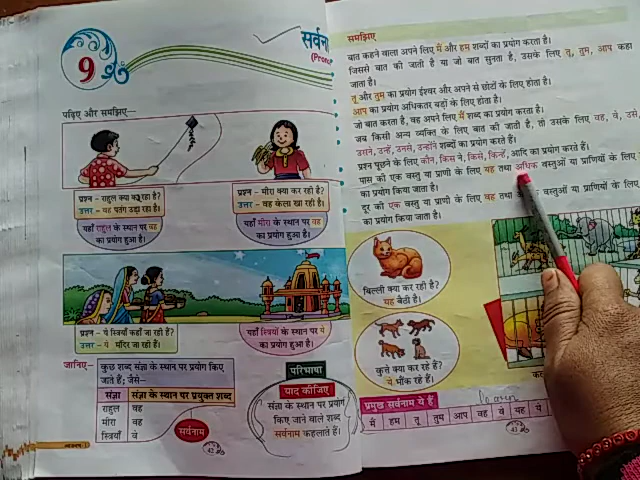 9
सर्वना
(Prono
पढ़िए और समझिए—
प्रश्न - राहुल क्या कर रहा है?
उत्तर - वह पतंग उड़ा रहा है।
यहाँ राहुल के स्थान पर वह
का प्रयोग हुआ है।
प्रश्न - मीरा क्या कर रही है?
उत्तर - वह केला खा रही है।
यहाँ मीरा के स्थान पर वह
का प्रयोग हुआ है।
प्रश्न - ये स्त्रियाँ कहाँ जा रही हैं?
उत्तर - ये मंदिर जा रही हैं।
यहाँ स्त्रियों के स्थान पर ये
का प्रयोग हुआ है।
जानिए—
कुछ शब्द संज्ञा के स्थान पर प्रयोग किए
जाते हैं; जैसे—
संज्ञा संज्ञा के स्थान पर प्रयुक्त शब्द
राहुल वह
मीरा वह
स्त्रियाँ वे
सर्वनाम
परिभाषा
याद कीजिए
संज्ञा के स्थान पर प्रयोग
किए जाने वाले शब्द
सर्वनाम कहलाते हैं।
42
समझिए
बात कहने वाला अपने लिए मैं और हम शब्दों का प्रयोग करता है।
जिससे बात की जाती है या जो बात सुनता है, उसके लिए तू, तुम, आप कहा
जाता है।
तू और तुम का प्रयोग ईश्वर और अपने से छोटों के लिए होता है।
आप का प्रयोग अधिकतर बड़ों के लिए होता है।
जो बात करता है, वह अपने लिए मैं शब्द का प्रयोग करता है।
जब किसी अन्य व्यक्ति के लिए बात की जाती है, तो उसके लिए यह, वे, उसे,
उसने, उन्हें, उनसे, उन्होंने शब्दों का प्रयोग करते हैं।
प्रश्न पूछने के लिए कौन, किस ने, किसे, किन्हें, आदि का प्रयोग करते हैं।
पास की एक वस्तु या प्राणी के लिए यह तथा अधिक वस्तुओं या प्राणियों के लिए
का प्रयोग किया जाता है।
दूर की एक वस्तु या प्राणी के लिए वह तथा वस्तुओं या प्राणियों के लिए
का प्रयोग किया जाता है।
बिल्ली क्या कर रही है?
यह बैठी है।
कुत्ते क्या कर रहे हैं?
ये भौंक रहे हैं।
प्रमुख सर्वनाम ये हैं
मैं हम तू तुम आप वह वे यह ये
43